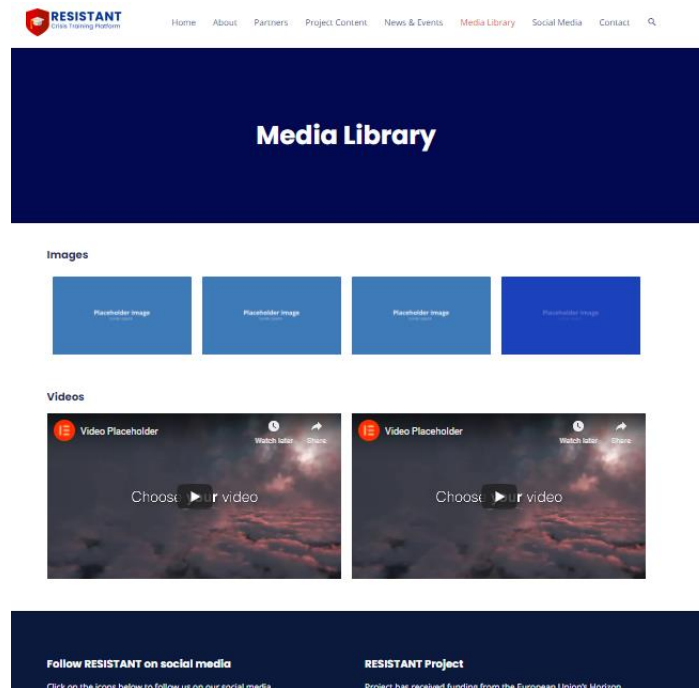 RESISTANT
Crisis Training Platform
Home About Partners Project Content News & Events Media Library Social Media Contact
Media Library
Images
Placeholder Image Placeholder Image Placeholder Image Placeholder Image
Videos
Video Placeholder Watch later Share Video Placeholder Watch later Share
Choose your video Choose your video
Follow RESISTANT on social media RESISTANT Project
Click on the icons below to follow us on our social media Project has received funding from the European Union's Horizon